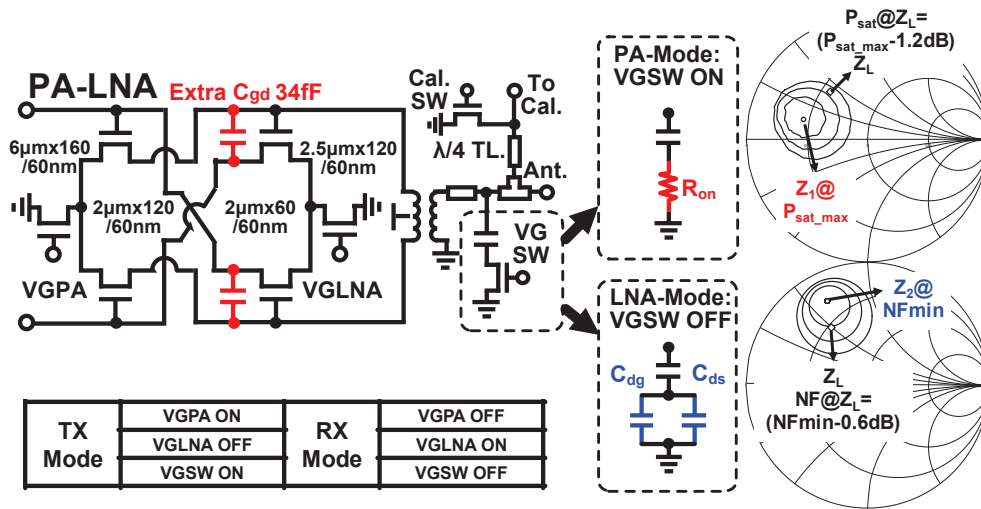 PA-LNA
Extra Cgd 34fF
Cal.
SW
To
Cal.
6µmx160
/60nm
2.5µmx120
/60nm
λ/4 TL.
Ant.
2µmx120
/60nm
2µmx60
/60nm
VGPA
VGLNA
VG
SW
TX
Mode
VGPA ON
VGLNA OFF
VGSW ON
RX
Mode
VGPA OFF
VGLNA ON
VGSW OFF
PA-Mode:
VGSW ON
Ron
LNA-Mode:
VGSW OFF
Cdg
Cds
Psat@ZL=
(Psat_max-1.2dB)
ZL
Z1@
Psat_max
Z2@
NFmin
ZL
NF@ZL=
(NFmin-0.6dB)